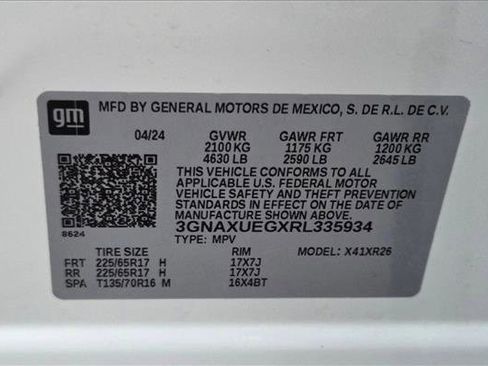 gm MFD BY GENERAL MOTORS DE MEXICO, S. DE R.L. DE C.V.
04/24 GVWR GAWR FRT GAWR RR
2100 KG 1175 KG 1200 KG
4630 LB 2590 LB 2645 LB
THIS VEHICLE CONFORMS TO ALL
APPLICABLE U.S. FEDERAL MOTOR
VEHICLE SAFETY AND THEFT PREVENTION
STANDARDS IN EFFECT ON THE DATE OF
MANUFACTURE SHOWN ABOVE.
8624 3GNAXUEGXRL335934
TYPE: MPV MODEL: X41XR26
TIRE SIZE RIM
FRT 225/65R17 H 17X7J
RR 225/65R17 H 17X7J
SPA T135/70R16 M 16X4BT